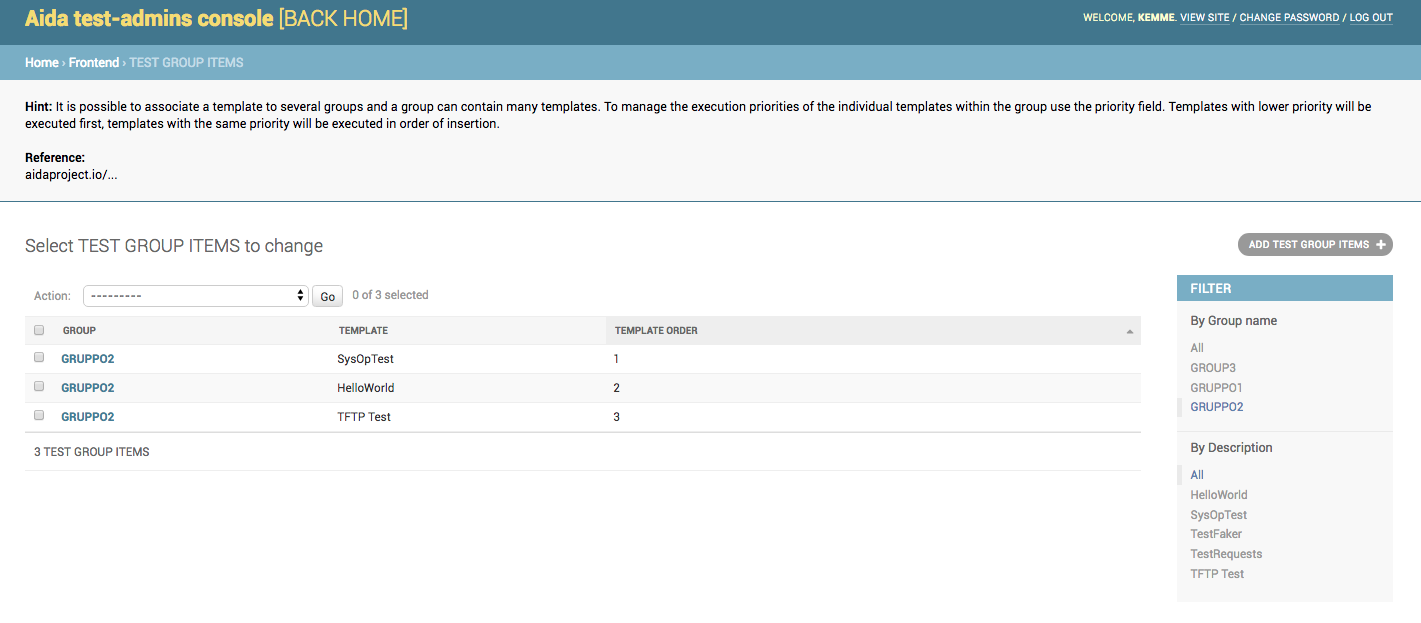 Aida test-admins console [BACK HOME]
WELCOME, KEMME. VIEW SITE / CHANGE PASSWORD / LOG OUT
Home › Frontend › TEST GROUP ITEMS
Hint: It is possible to associate a template to several groups and a group can contain many templates. To manage the execution priorities of the individual templates within the group use the priority field. Templates with lower priority will be
executed first, templates with the same priority will be executed in order of insertion.
Reference:
aidaproject.io/...
Select TEST GROUP ITEMS to change
ADD TEST GROUP ITEMS +
Action: --------- Go 0 of 3 selected
GROUP TEMPLATE TEMPLATE ORDER
GRUPPO2 SysOpTest 1
GRUPPO2 HelloWorld 2
GRUPPO2 TFTP Test 3
3 TEST GROUP ITEMS
FILTER
By Group name
All
GROUP3
GRUPPO1
GRUPPO2
By Description
All
HelloWorld
SysOpTest
TestFaker
TestRequests
TFTP Test